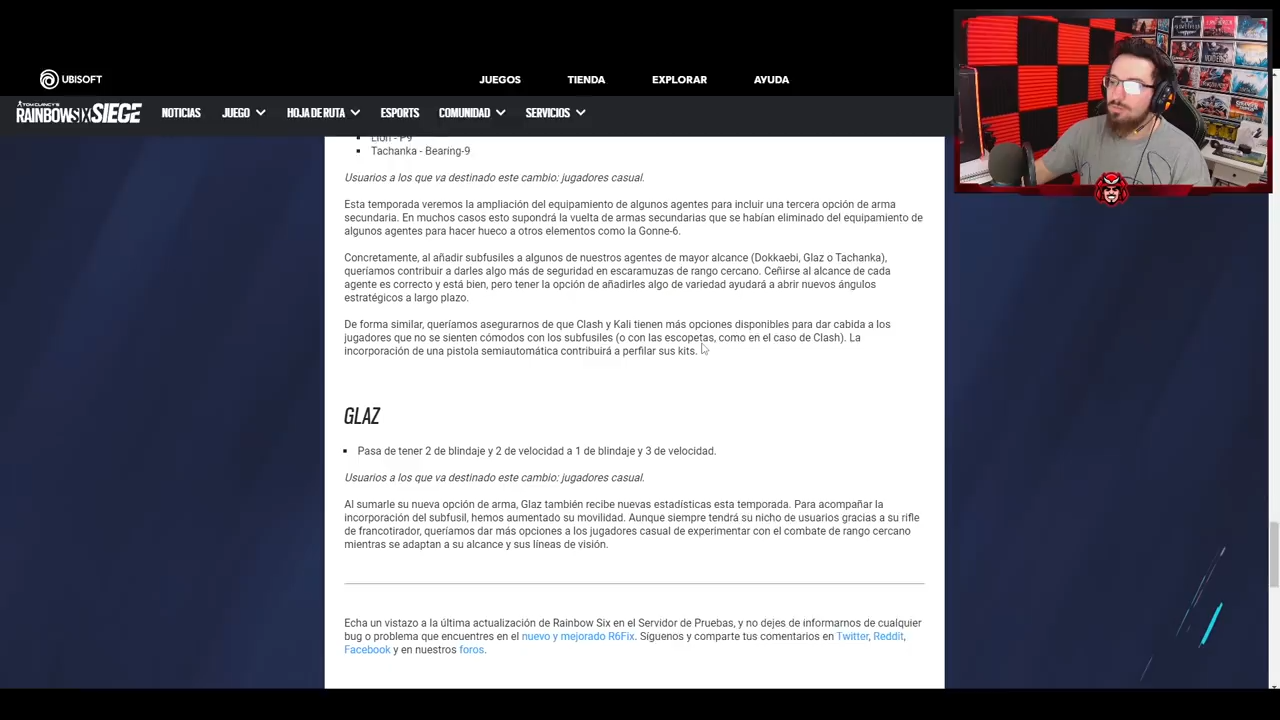 UBISOFT
JUEGOS TIENDA EXPLORAR AYUDA
TOM CLANCY'S
RAINBOWSIX SIEGE
NOTICIAS JUEGO HOJA DE RUTA ESPORTS COMUNIDAD SERVICIOS
Lion - P9
Tachanka - Bearing-9
Usuarios a los que va destinado este cambio: jugadores casual.
Esta temporada veremos la ampliación del equipamiento de algunos agentes para incluir una tercera opción de arma
secundaria. En muchos casos esto supondrá la vuelta de armas secundarias que se habían eliminado del equipamiento de
algunos agentes para hacer hueco a otros elementos como la Gonne-6.
Concretamente, al añadir subfusiles a algunos de nuestros agentes de mayor alcance (Dokkaebi, Glaz o Tachanka),
queríamos contribuir a darles algo más de seguridad en escaramuzas de rango cercano. Ceñirse al alcance de cada
agente es correcto y está bien, pero tener la opción de añadirles algo de variedad ayudará a abrir nuevos ángulos
estratégicos a largo plazo.
De forma similar, queríamos asegurarnos de que Clash y Kali tienen más opciones disponibles para dar cabida a los
jugadores que no se sienten cómodos con los subfusiles (o con las escopetas, como en el caso de Clash). La
incorporación de una pistola semiautomática contribuirá a perfilar sus kits.
GLAZ
Pasa de tener 2 de blindaje y 2 de velocidad a 1 de blindaje y 3 de velocidad.
Usuarios a los que va destinado este cambio: jugadores casual.
Al sumarle su nueva opción de arma, Glaz también recibe nuevas estadísticas esta temporada. Para acompañar la
incorporación del subfusil, hemos aumentado su movilidad. Aunque siempre tendrá su nicho de usuarios gracias a su rifle
de francotirador, queríamos dar más opciones a los jugadores casual de experimentar con el combate de rango cercano
mientras se adaptan a su alcance y sus líneas de visión.
Echa un vistazo a la última actualización de Rainbow Six en el Servidor de Pruebas, y no dejes de informarnos de cualquier
bug o problema que encuentres en el nuevo y mejorado R6Fix. Síguenos y comparte tus comentarios en Twitter, Reddit,
Facebook y en nuestros foros.